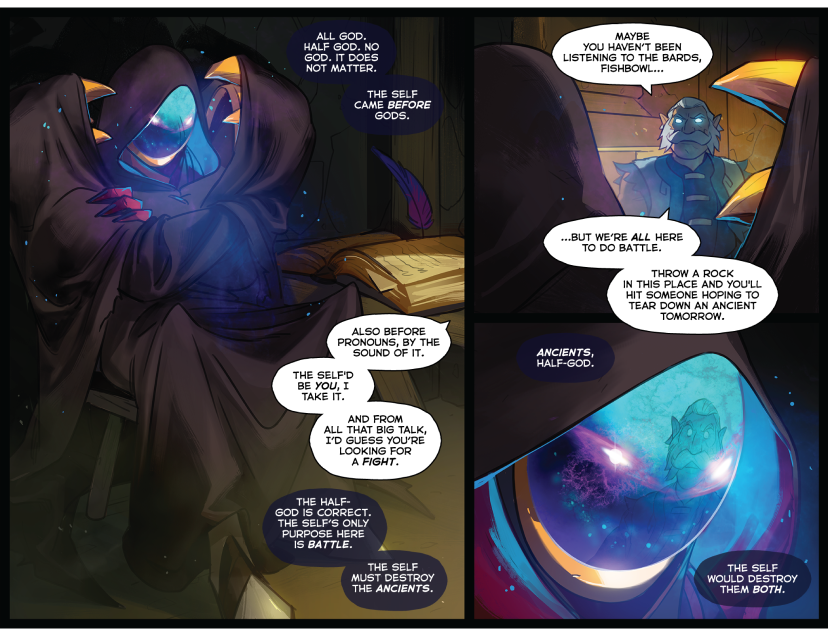 ALL GOD.
HALF GOD. NO
GOD. IT DOES
NOT MATTER.
THE SELF
CAME BEFORE
GODS.
ALSO BEFORE
PRONOUNS, BY THE
SOUND OF IT.
THE SELF'D
BE YOU, I
TAKE IT.
AND FROM
ALL THAT BIG TALK,
I'D GUESS YOU'RE
LOOKING FOR
A FIGHT.
THE HALF-
GOD IS CORRECT.
THE SELF'S ONLY
PURPOSE HERE
IS BATTLE.
THE SELF
MUST DESTROY
THE ANCIENTS.
MAYBE
YOU HAVEN'T BEEN
LISTENING TO THE BARDS,
FISHBOWL...
...BUT WE'RE ALL HERE
TO DO BATTLE.
THROW A ROCK
IN THIS PLACE AND YOU'LL
HIT SOMEONE HOPING TO
TEAR DOWN AN ANCIENT
TOMORROW.
ANCIENTS,
HALF-GOD.
THE SELF
WOULD DESTROY
THEM BOTH.